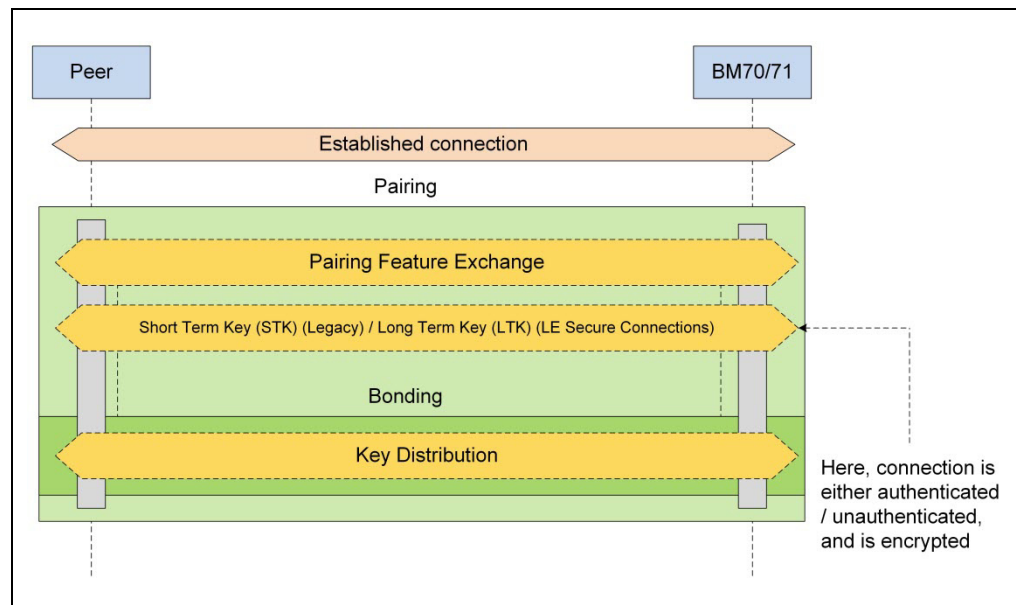 Peer
BM70/71
Established connection
Pairing
Pairing Feature Exchange
Short Term Key (STK) (Legacy) / Long Term Key (LTK) (LE Secure Connections)
Bonding
Key Distribution
Here, connection is
either authenticated
/ unauthenticated,
and is encrypted